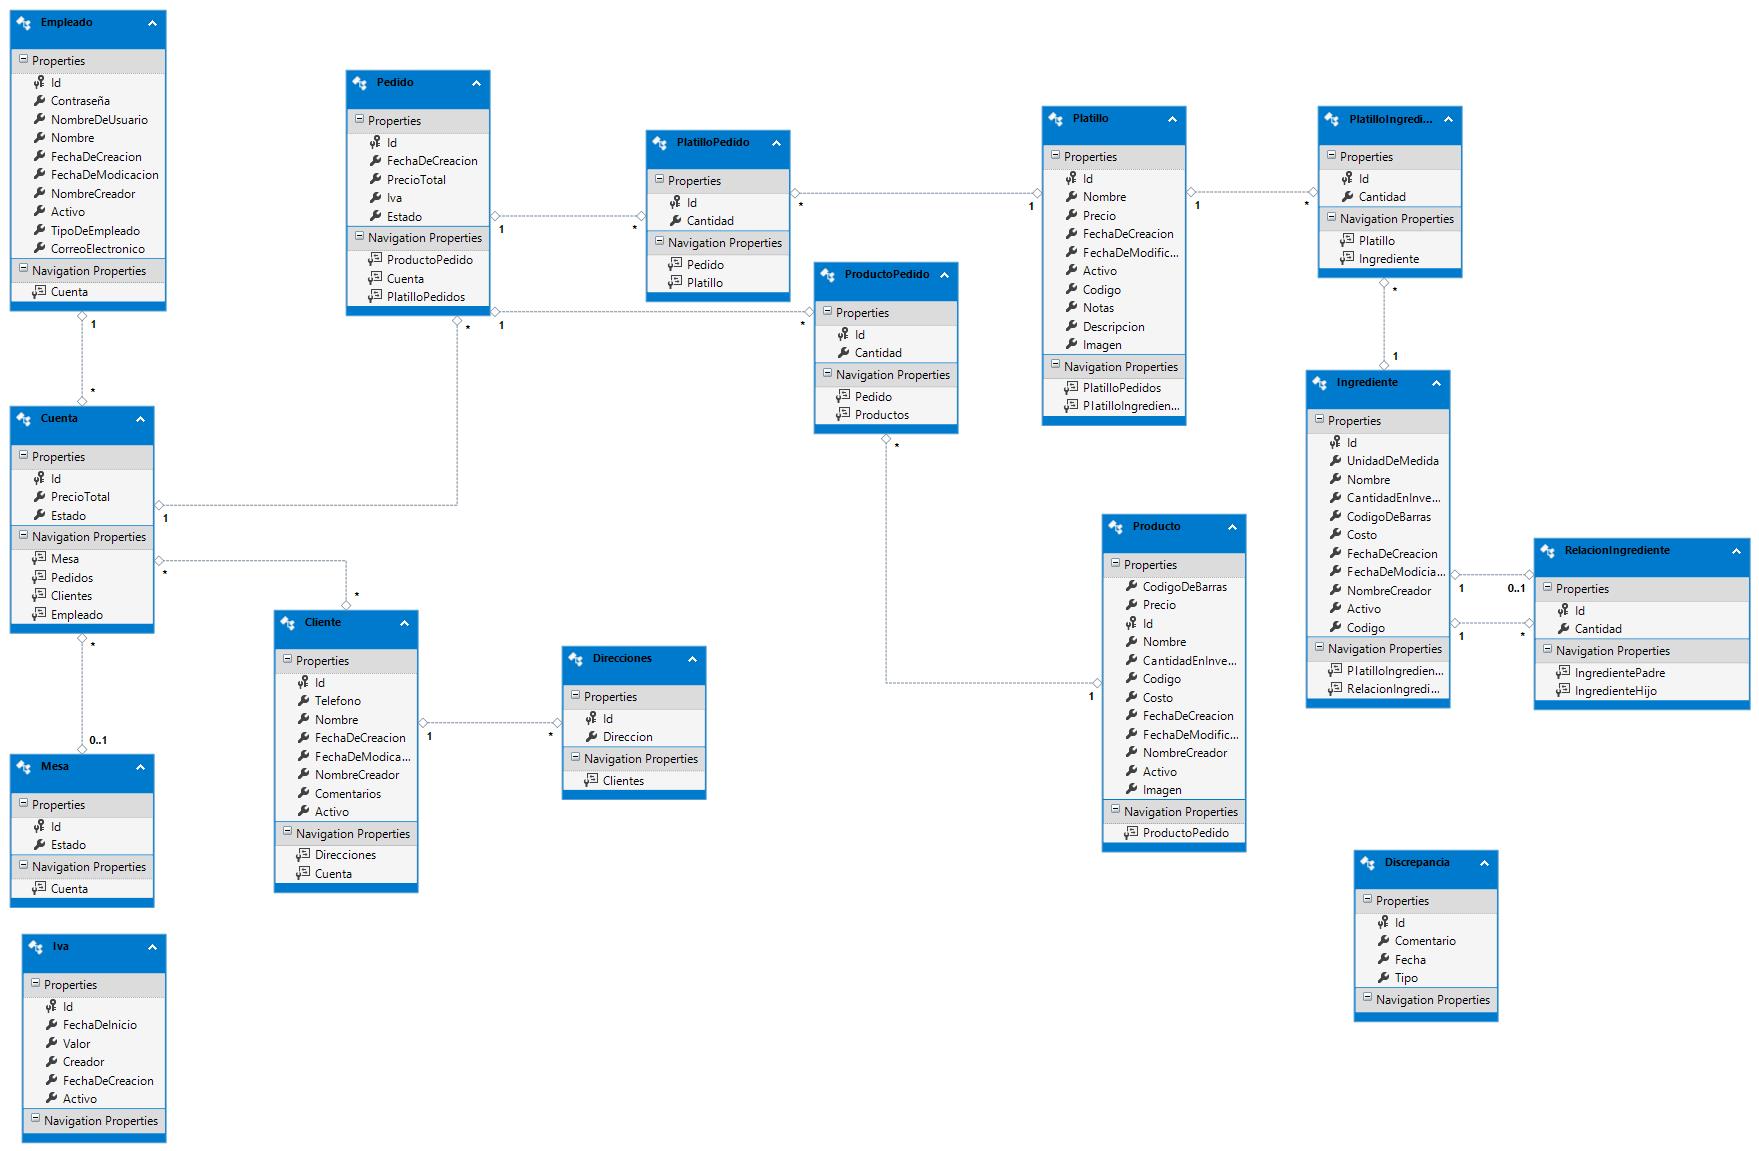 Empleado
Properties
Id
Contraseña
NombreDeUsuario
Nombre
FechaDeCreacion
FechaDeModicacion
NombreCreador
Activo
TipoDeEmpleado
CorreoElectronico
Navigation Properties
Cuenta
1
*
Cuenta
Properties
Id
PrecioTotal
Estado
Navigation Properties
Mesa
Pedidos
Clientes
Empleado
1
*
*
*
0..1
Mesa
Properties
Id
Estado
Navigation Properties
Cuenta
Iva
Properties
Id
FechaDeInicio
Valor
Creador
FechaDeCreacion
Activo
Navigation Properties
Pedido
Properties
Id
FechaDeCreacion
PrecioTotal
Iva
Estado
Navigation Properties
ProductoPedido
Cuenta
PlatilloPedidos
*
1
*
1
*
Cliente
Properties
Id
Telefono
Nombre
FechaDeCreacion
FechaDeModica...
NombreCreador
Comentarios
Activo
Navigation Properties
Direcciones
Cuenta
1
*
Direcciones
Properties
Id
Direccion
Navigation Properties
Clientes
PlatilloPedido
Properties
Id
Cantidad
Navigation Properties
Pedido
Platillo
*
1
ProductoPedido
Properties
Id
Cantidad
Navigation Properties
Pedido
Productos
*
1
Platillo
Properties
Id
Nombre
Precio
FechaDeCreacion
FechaDeModific...
Activo
Codigo
Notas
Descripcion
Imagen
Navigation Properties
PlatilloPedidos
PlatilloIngredien...
1
*
Producto
Properties
CodigoDeBarras
Precio
Id
Nombre
CantidadEnInve...
Codigo
Costo
FechaDeCreacion
FechaDeModific...
NombreCreador
Activo
Imagen
Navigation Properties
ProductoPedido
PlatilloIngredi...
Properties
Id
Cantidad
Navigation Properties
Platillo
Ingrediente
*
1
Ingrediente
Properties
Id
UnidadDeMedida
Nombre
CantidadEnInve...
CodigoDeBarras
Costo
FechaDeCreacion
FechaDeModicia...
NombreCreador
Activo
Codigo
Navigation Properties
PlatilloIngredien...
RelacionIngredi...
1
0..1
1
*
RelacionIngrediente
Properties
Id
Cantidad
Navigation Properties
IngredientePadre
IngredienteHijo
Discrepancia
Properties
Id
Comentario
Fecha
Tipo
Navigation Properties